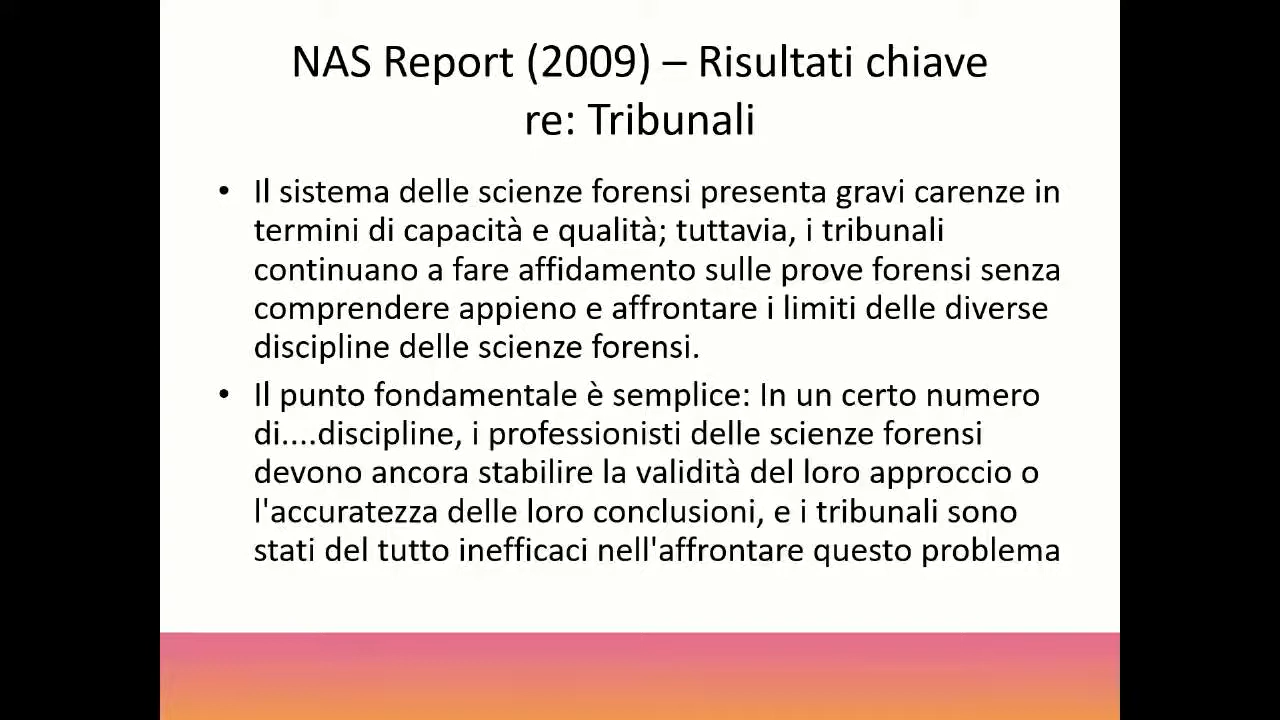 NAS Report (2009) – Risultati chiave
re: Tribunali
• Il sistema delle scienze forensi presenta gravi carenze in
termini di capacità e qualità; tuttavia, i tribunali
continuano a fare affidamento sulle prove forensi senza
comprendere appieno e affrontare i limiti delle diverse
discipline delle scienze forensi.
• Il punto fondamentale è semplice: In un certo numero
di....discipline, i professionisti delle scienze forensi
devono ancora stabilire la validità del loro approccio o
l'accuratezza delle loro conclusioni, e i tribunali sono
stati del tutto inefficaci nell'affrontare questo problema